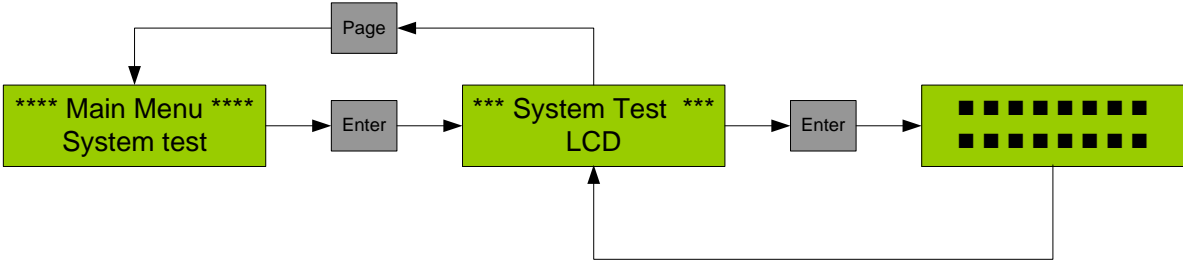 Page
**** Main Menu ****
System test
Enter
*** System Test ***
LCD
Enter
■ ■ ■ ■ ■ ■ ■ ■
■ ■ ■ ■ ■ ■ ■ ■